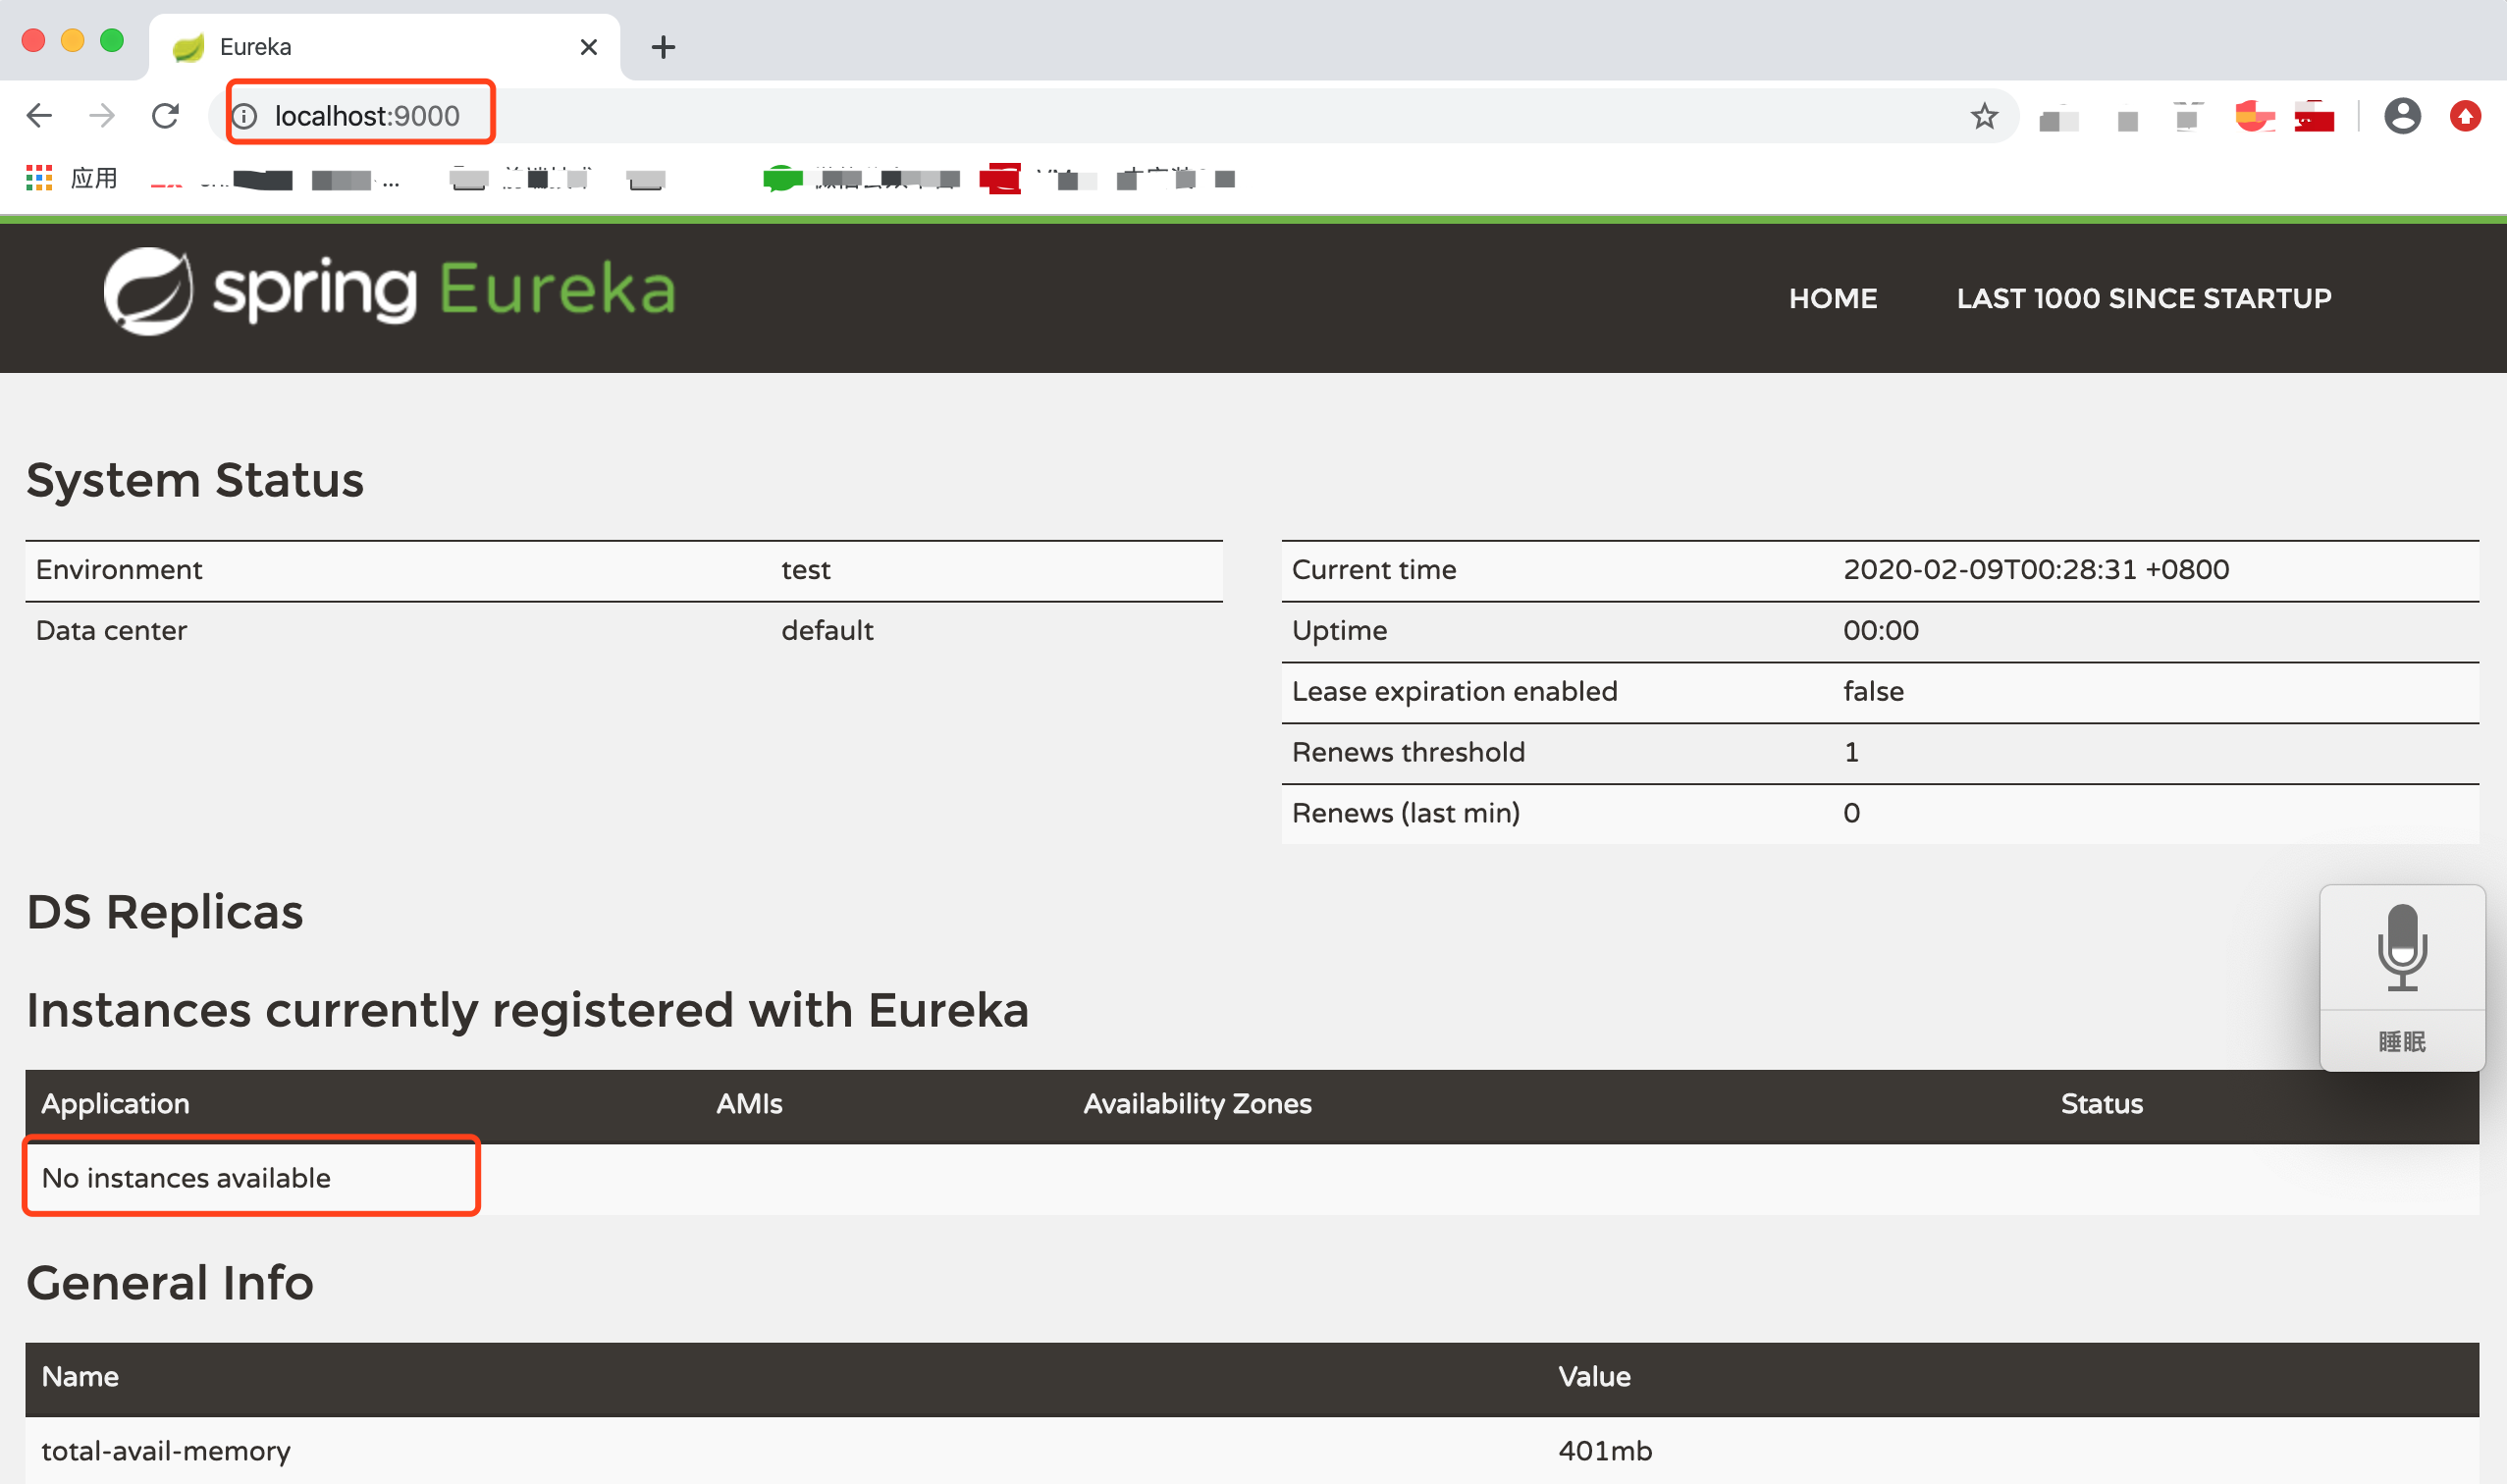 Eureka
localhost:9000
应用
spring Eureka
HOME LAST 1000 SINCE STARTUP
System Status
Environment test
Data center default
Current time 2020-02-09T00:28:31 +0800
Uptime 00:00
Lease expiration enabled false
Renews threshold 1
Renews (last min) 0
DS Replicas
Instances currently registered with Eureka
睡眠
Application AMIs Availability Zones Status
No instances available
General Info
Name Value
total-avail-memory 401mb